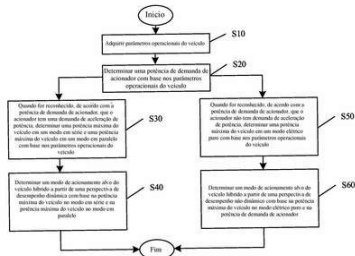 Início
Adquirir parâmetros operacionais do veículo
S10
Determinar uma potência de demanda de
acionador com base nos parâmetros
operacionais do veículo
S20
Quando for reconhecido, de acordo com a
potência de demanda de acionador, que o
acionador tem uma demanda de aceleração de
potência, determinar uma potência máxima do
veículo em um modo em série e uma potência
máxima do veículo em um modo em paralelo
com base nos parâmetros operacionais do
veículo
S30
Quando for reconhecido, de acordo com a
potência de demanda de acionador, que o
acionador não tem demanda de aceleração
de potência, determinar uma potência
máxima do veículo em um modo elétrico
puro com base nos parâmetros operacionais
do veículo
S50
Determinar um modo de acionamento alvo do
veículo híbrido a partir de uma perspectiva de
desempenho não dinâmico com base na potência
máxima do veículo no modo em série e na
potência máxima do veículo no modo em
paralelo
S40
Determinar um modo de acionamento alvo do
veículo híbrido a partir de uma perspectiva de
desempenho não dinâmico com base na potência
máxima do veículo no modo elétrico puro e na
potência de demanda de acionador
S60
Fim